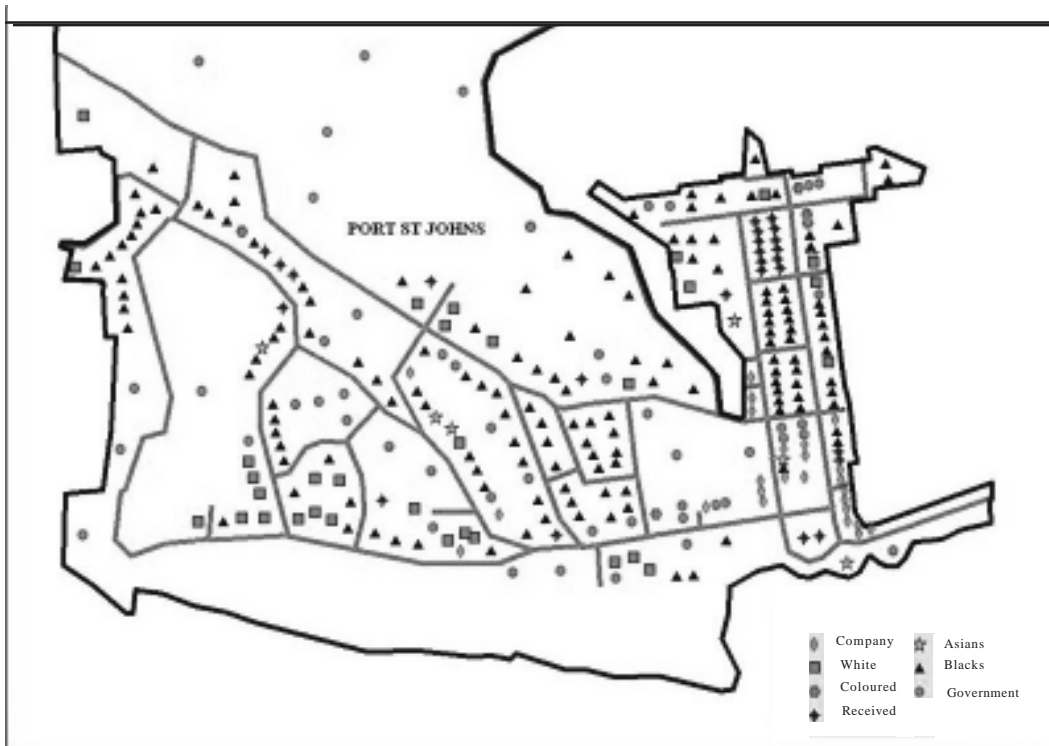 PORT ST JOHNS
Company
White
Coloured
Received
Asians
Blacks
Government